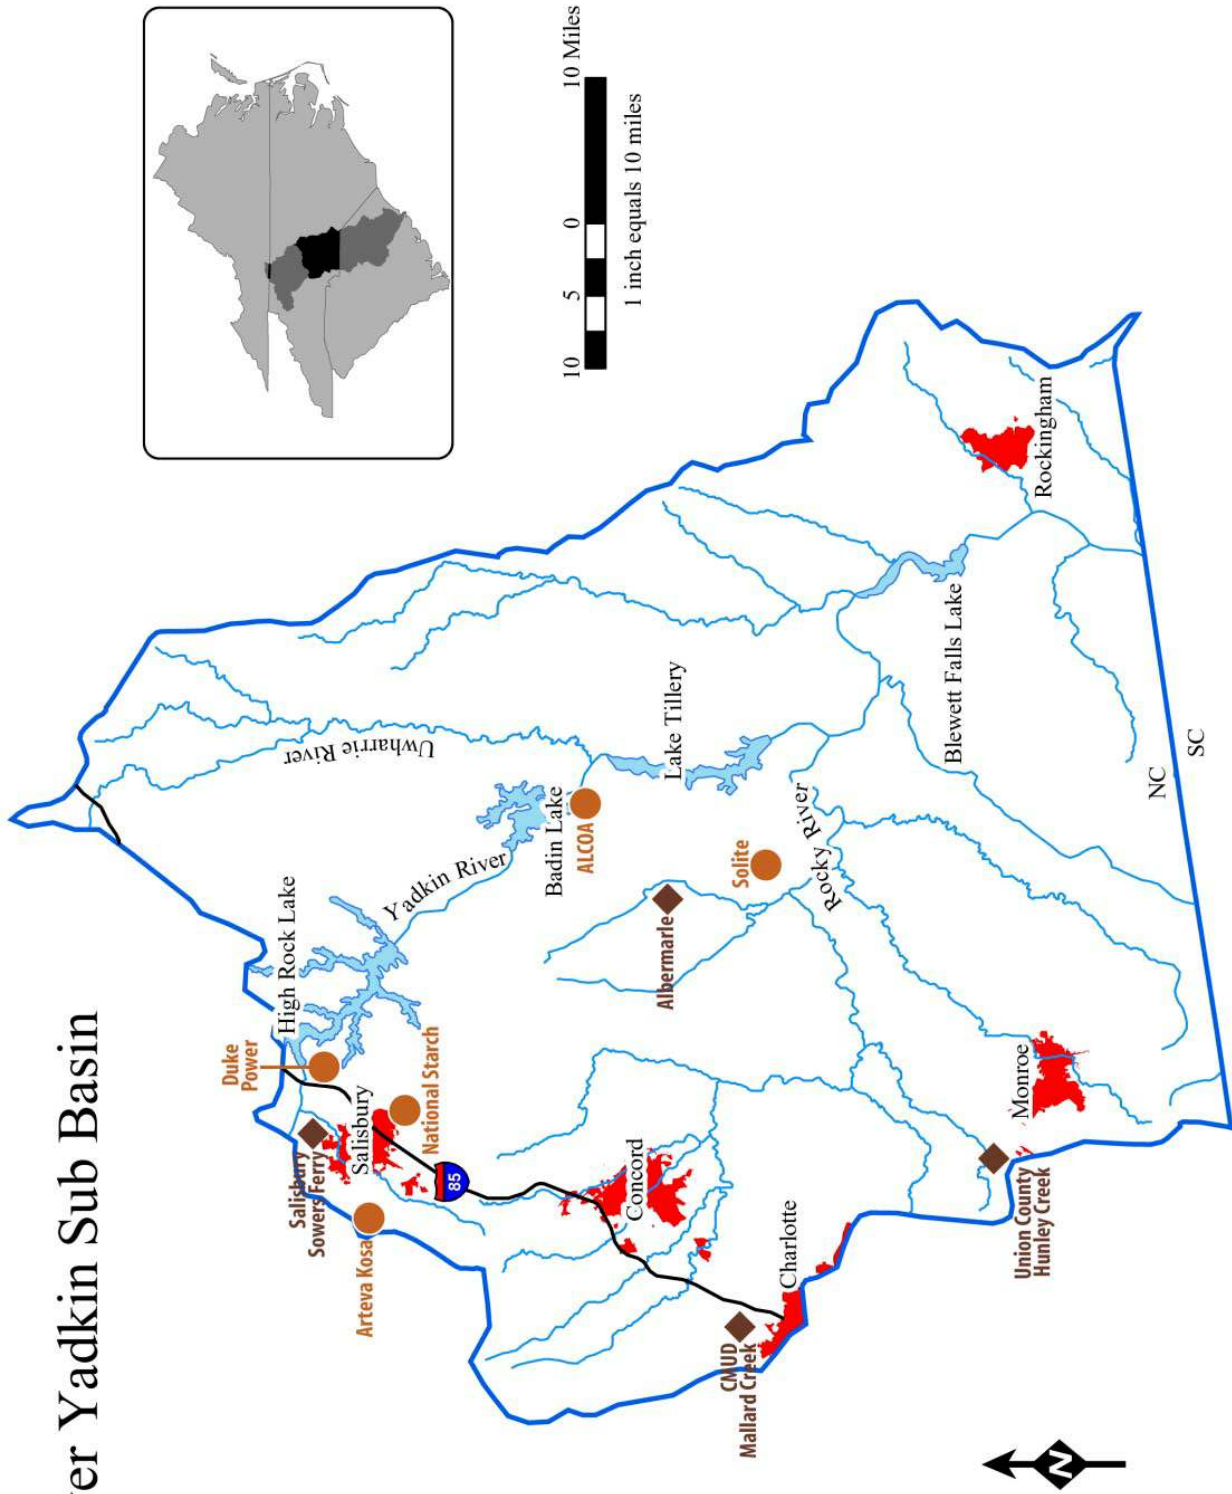 er Yadkin Sub Basin
10
5
0
10 Miles
1 inch equals 10 miles
Duke
Power
High Rock Lake
Salisbury
Sowers Ferry
Salisbury
National Starch
Arteva Kosa
85
Yadkin River
Uwharrie River
Badin Lake
ALCOA
Lake Tillery
Albermarle
Solite
Rocky River
Concord
Charlotte
CMUD
Mallard Creek
Union County
Hunley Creek
Monroe
Blewett Falls Lake
Rockingham
NC
SC
N